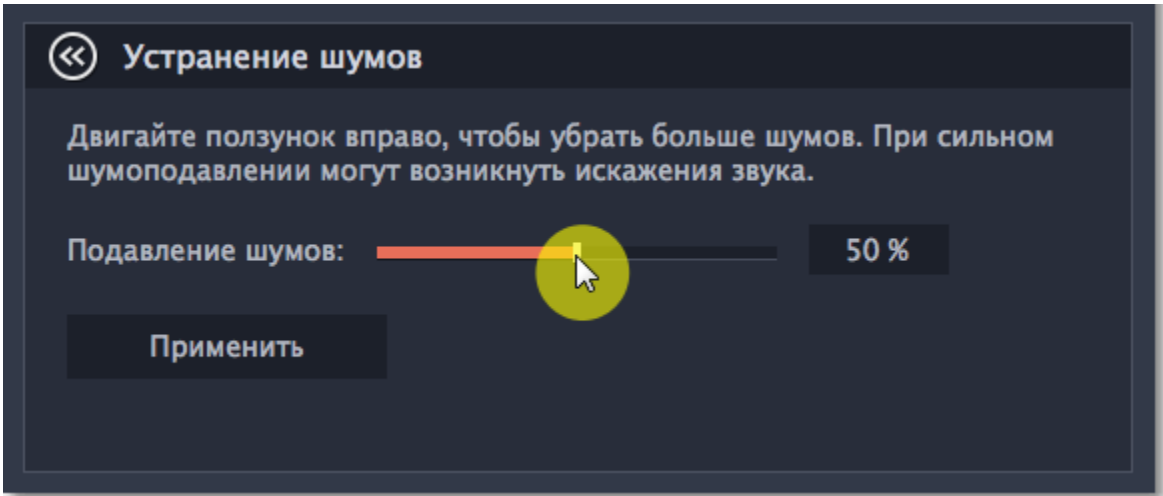 Устранение шумов
Двигайте ползунок вправо, чтобы убрать больше шумов. При сильном
шумоподавлении могут возникнуть искажения звука.
Подавление шумов: 50 %
Применить